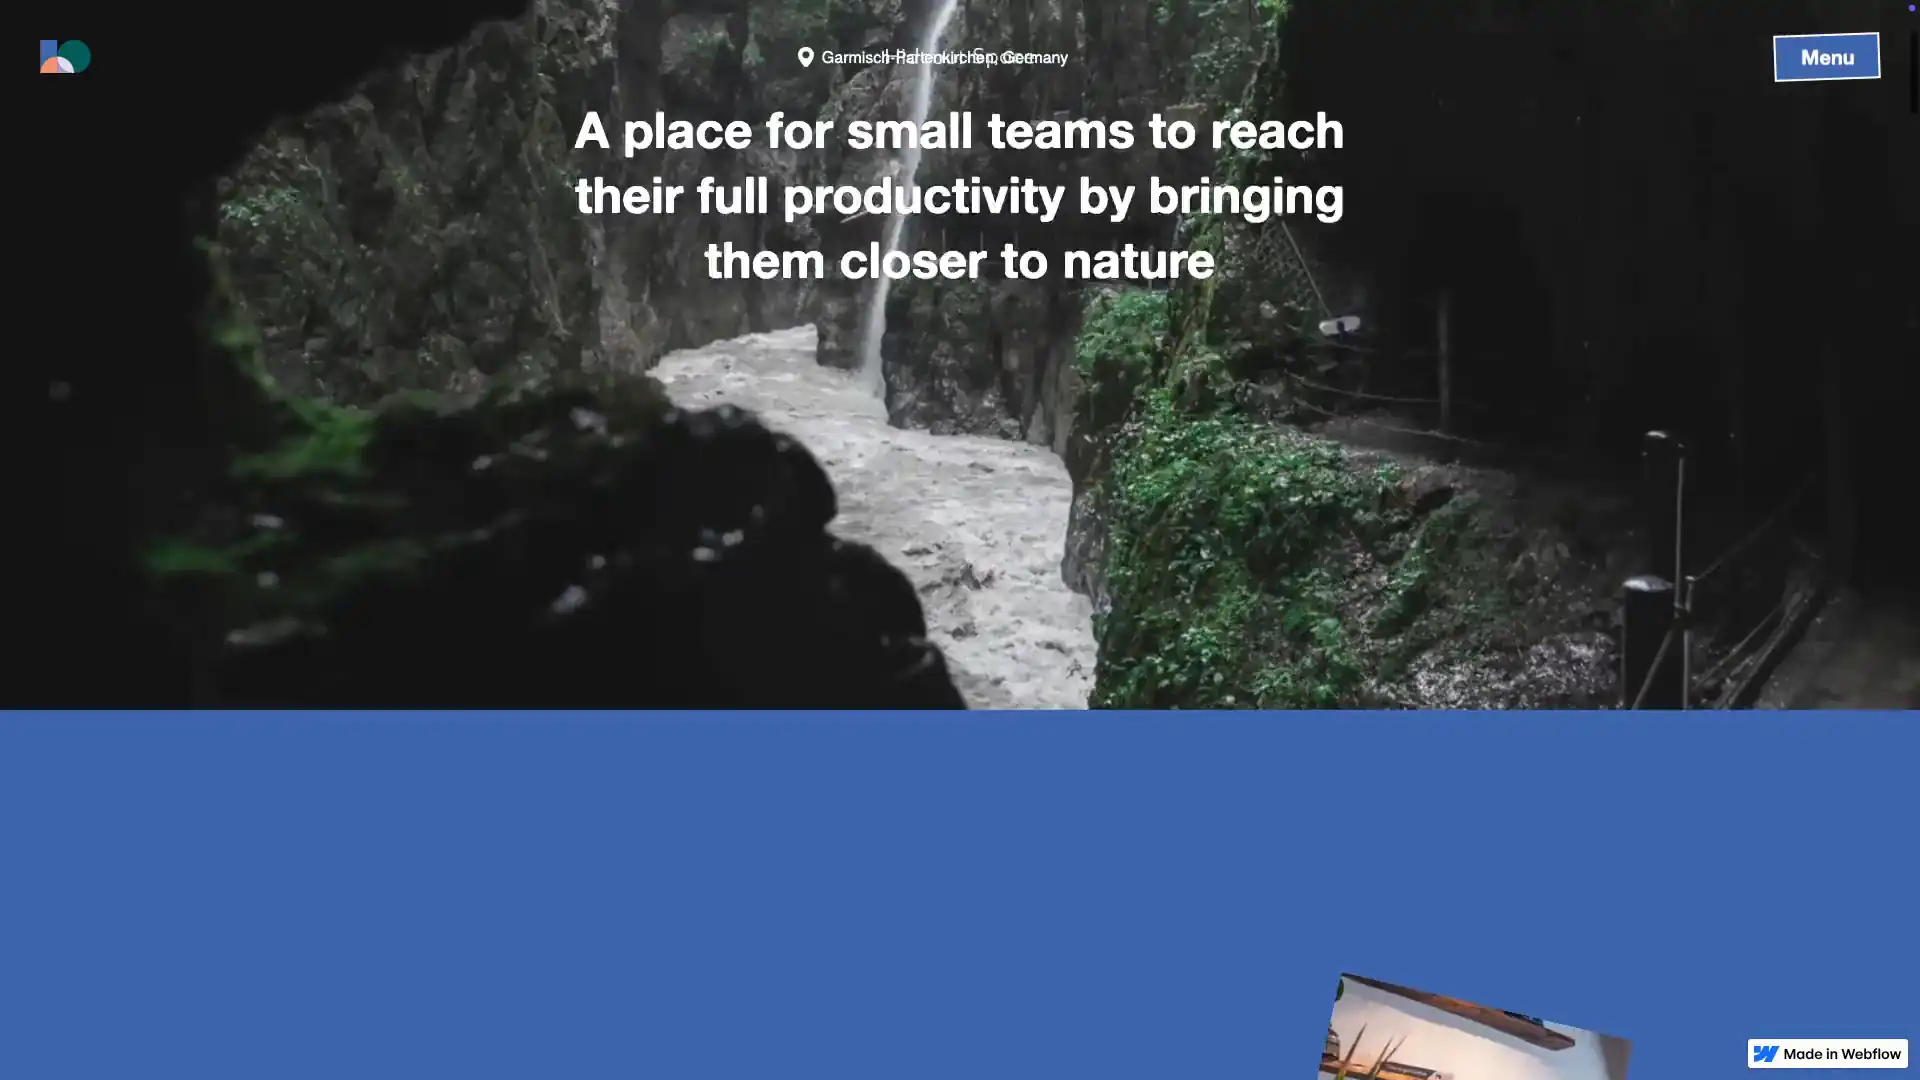 Garmisch-Partenkirchen, Germany
Menu
A place for small teams to reach
their full productivity by bringing
them closer to nature
Made in Webflow